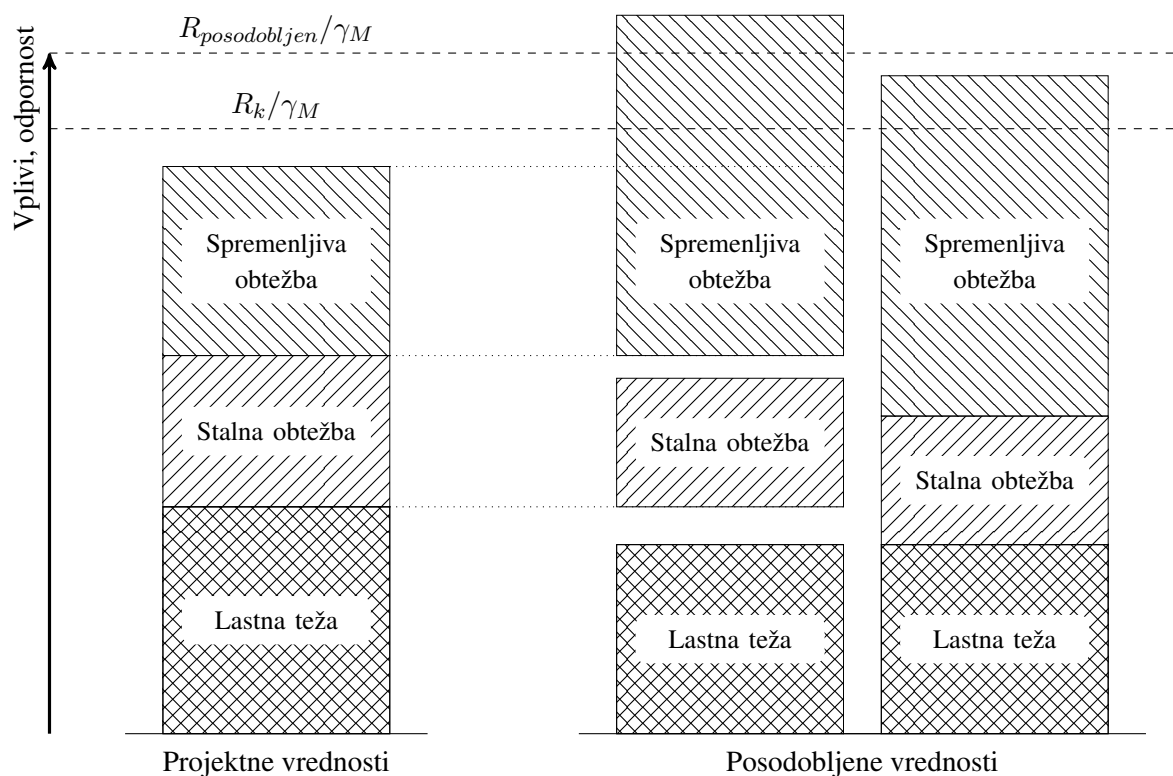 R_{posodobljen}/γ_M
R_k/γ_M
Vplivi, odpornost
Spremenljiva
obtežba
Spremenljiva
obtežba
Spremenljiva
obtežba
Stalna obtežba
Stalna obtežba
Stalna obtežba
Lastna teža
Lastna teža
Lastna teža
Projektne vrednosti
Posodobljene vrednosti